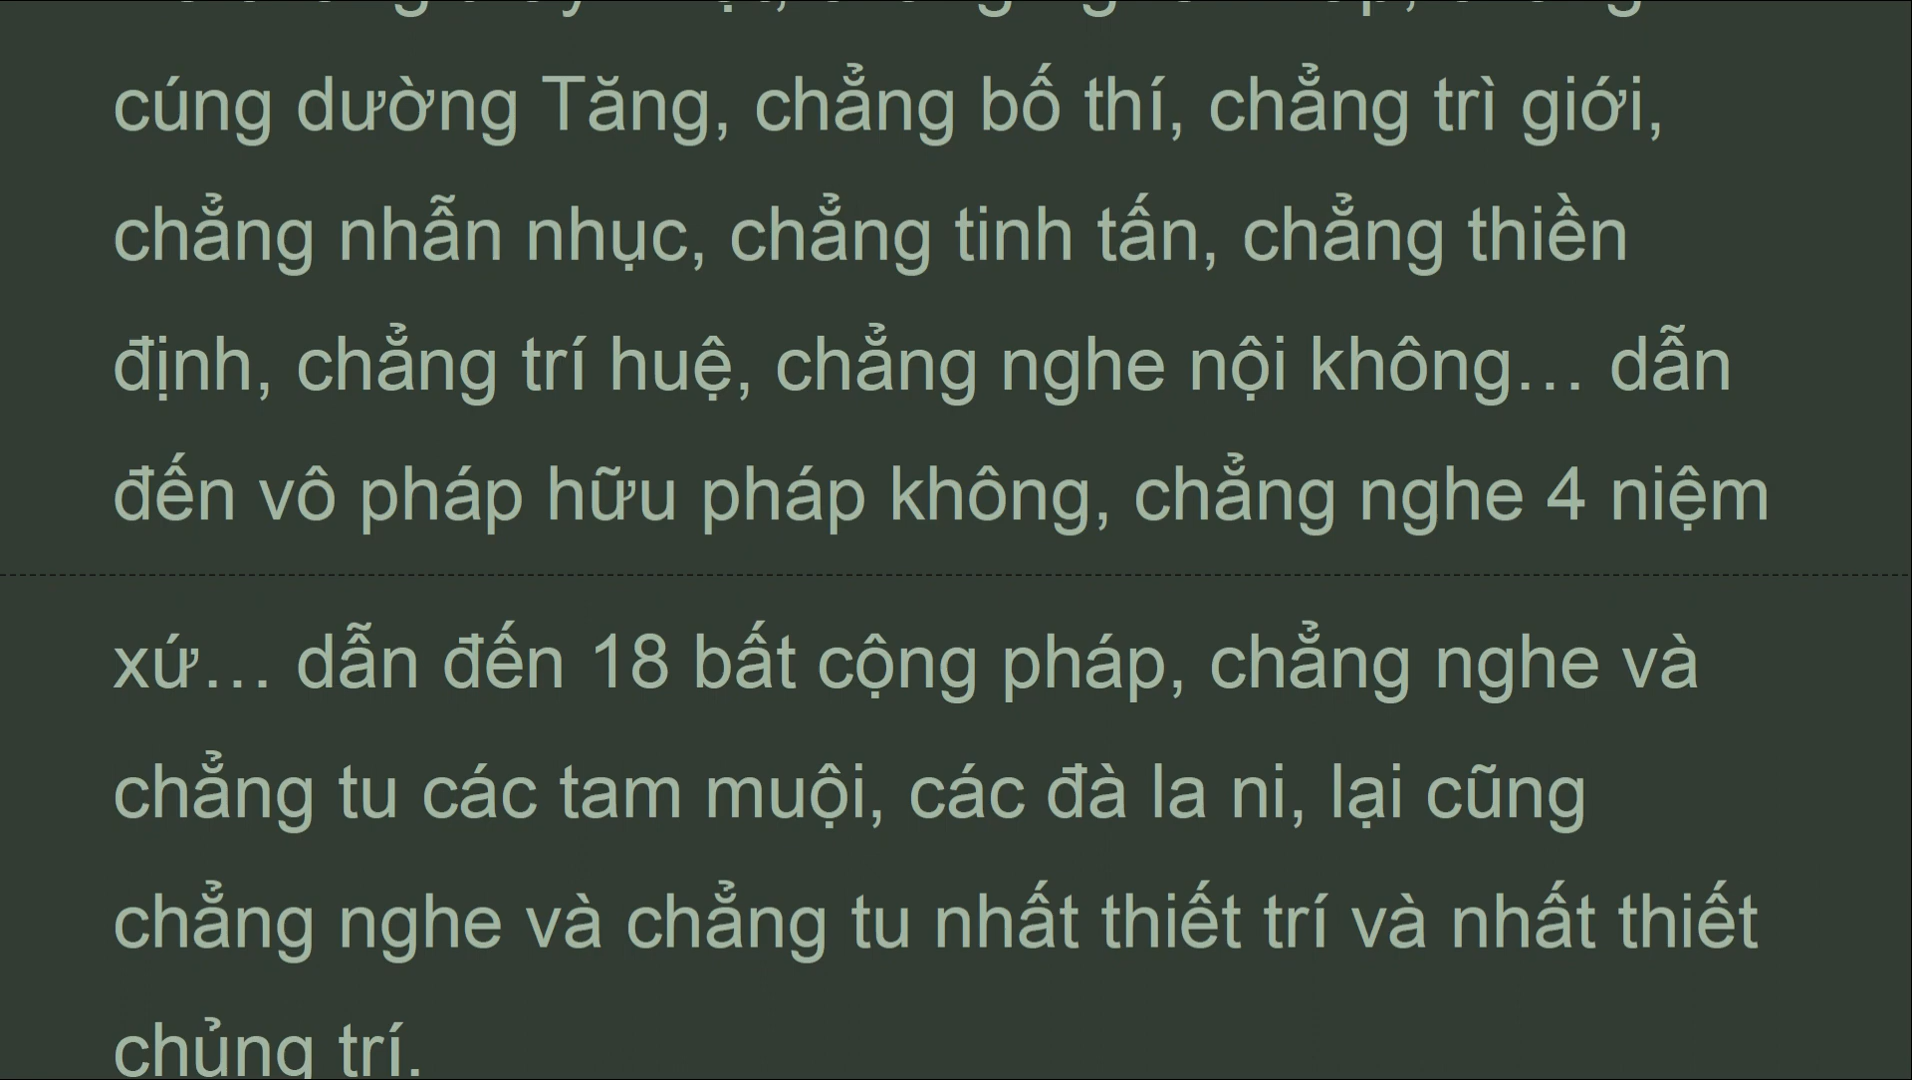 cúng dường Tăng, chẳng bố thí, chẳng trì giới,
chẳng nhẫn nhục, chẳng tinh tấn, chẳng thiền
định, chẳng trí huệ, chẳng nghe nội không… dẫn
đến vô pháp hữu pháp không, chẳng nghe 4 niệm
xứ… dẫn đến 18 bất cộng pháp, chẳng nghe và
chẳng tu các tam muội, các đà la ni, lại cũng
chẳng nghe và chẳng tu nhất thiết trí và nhất thiết
chủng trí.